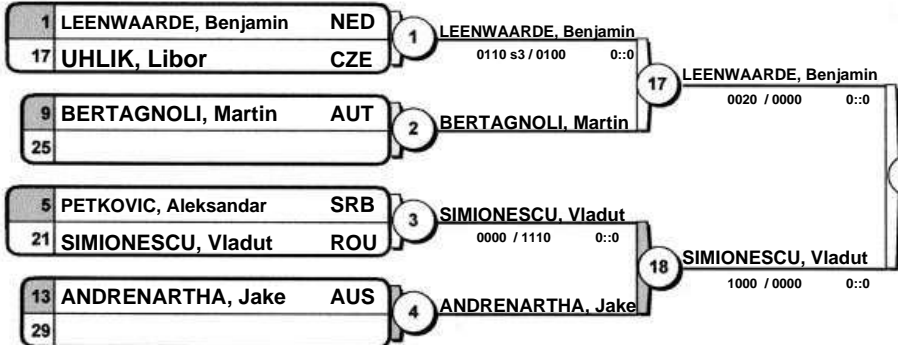 1 LEENWAARDE, Benjamin NED
17 UHLIK, Libor CZE
1
LEENWAARDE, Benjamin
0110 s3 / 0100 0::0
9 BERTAGNOLI, Martin AUT
25
2
BERTAGNOLI, Martin
17
LEENWAARDE, Benjamin
0020 / 0000 0::0
5 PETKOVIC, Aleksandar SRB
21 SIMIONESCU, Vladut ROU
3
SIMIONESCU, Vladut
0000 / 1110 0::0
13 ANDRENARTHA, Jake AUS
29
4
ANDRENARTHA, Jake
18
SIMIONESCU, Vladut
1000 / 0000 0::0